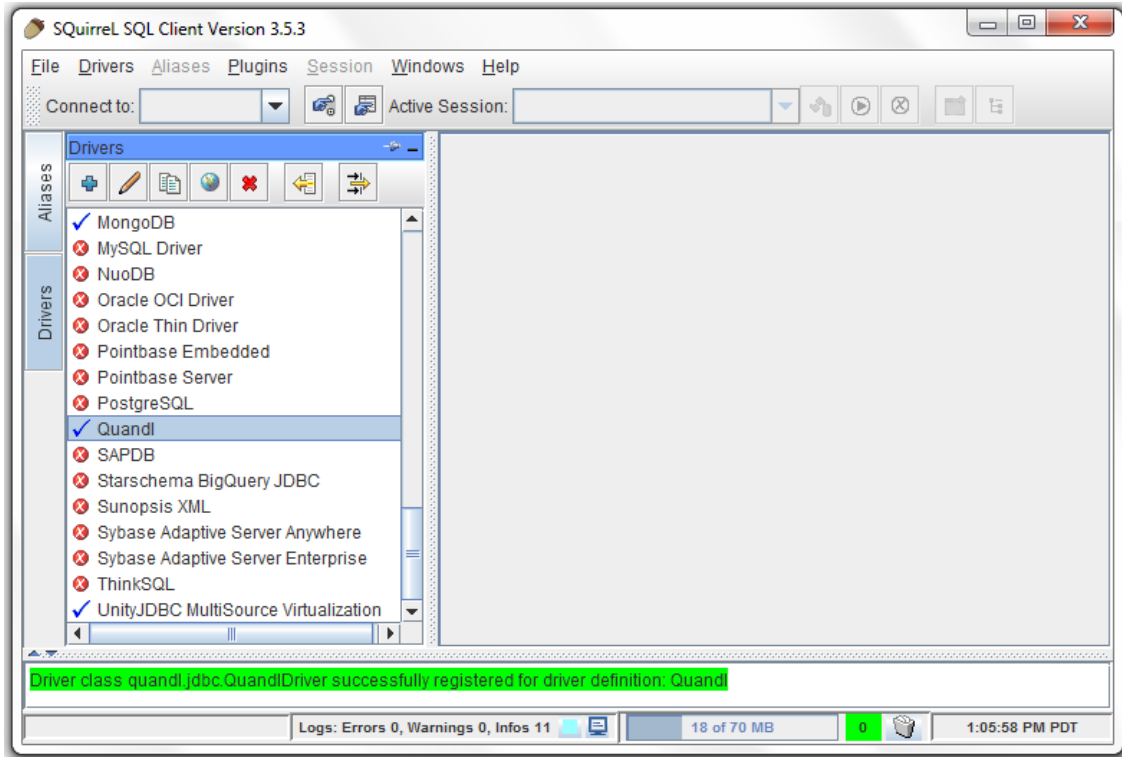 SQuirreL SQL Client Version 3.5.3
File Drivers Aliases Plugins Session Windows Help
Connect to: Active Session:
Aliases
Drivers
Drivers
MongoDB
MySQL Driver
NuoDB
Oracle OCI Driver
Oracle Thin Driver
Pointbase Embedded
Pointbase Server
PostgreSQL
Quandl
SAPDB
Starschema BigQuery JDBC
Sunopsis XML
Sybase Adaptive Server Anywhere
Sybase Adaptive Server Enterprise
ThinkSQL
UnityJDBC MultiSource Virtualization
Driver class quandl.jdbc.QuandlDriver successfully registered for driver definition: Quandl
Logs: Errors 0, Warnings 0, Infos 11 18 of 70 MB 0 1:05:58 PM PDT